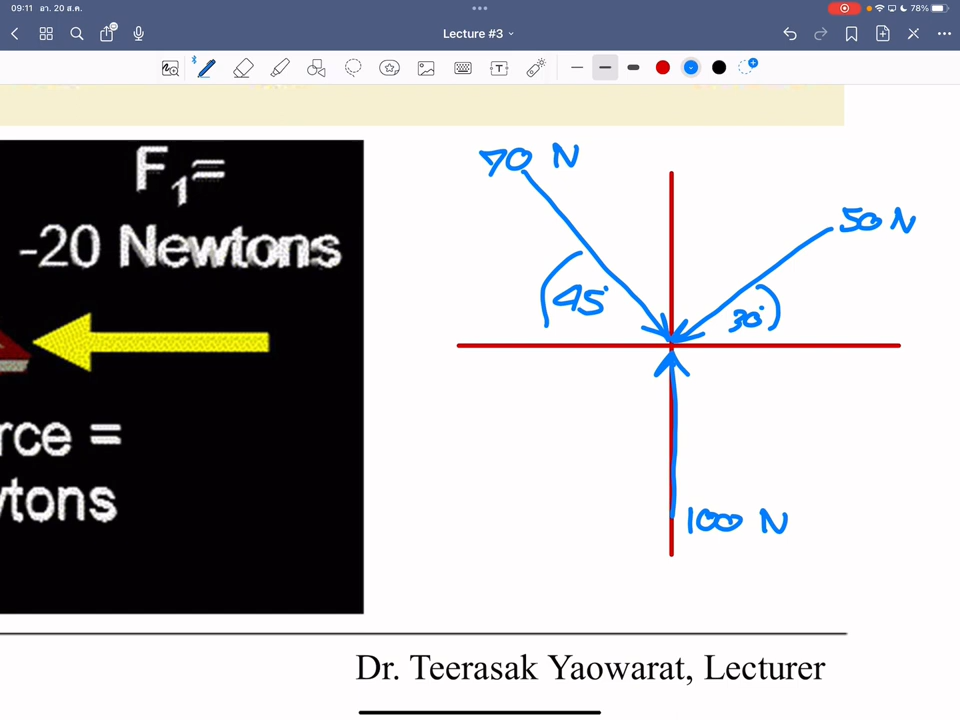 09:11 อา. 20 ส.ค.
78%
Lecture #3
F1=
-20 Newtons
rce =
tons
70 N
50 N
45°
30°
100 N
Dr. Teerasak Yaowarat, Lecturer